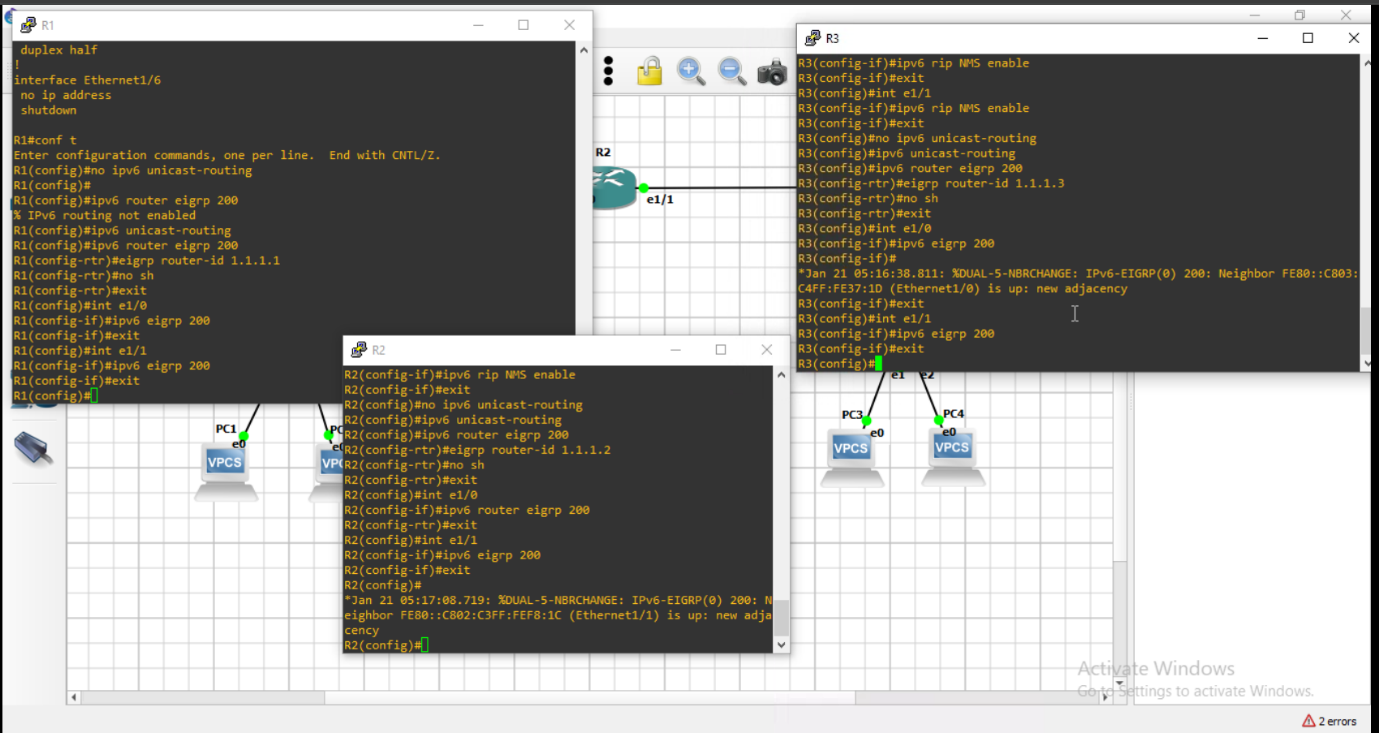 R1
duplex half
!
interface Ethernet1/6
no ip address
shutdown
R1#conf t
Enter configuration commands, one per line.  End with CNTL/Z.
R1(config)#no ipv6 unicast-routing
R1(config)#
R1(config)#ipv6 router eigrp 200
% IPv6 routing not enabled
R1(config)#ipv6 unicast-routing
R1(config)#ipv6 router eigrp 200
R1(config-rtr)#eigrp router-id 1.1.1.1
R1(config-rtr)#no sh
R1(config-rtr)#exit
R1(config)#int e1/0
R1(config-if)#ipv6 eigrp 200
R1(config-if)#exit
R1(config)#int e1/1
R1(config-if)#ipv6 eigrp 200
R1(config-if)#exit
R1(config)#
R2
e1/1
R3
R3(config-if)#ipv6 rip NMS enable
R3(config-if)#exit
R3(config)#int e1/1
R3(config-if)#ipv6 rip NMS enable
R3(config-if)#exit
R3(config)#no ipv6 unicast-routing
R3(config)#ipv6 unicast-routing
R3(config)#ipv6 router eigrp 200
R3(config-rtr)#eigrp router-id 1.1.1.3
R3(config-rtr)#no sh
R3(config-rtr)#exit
R3(config)#int e1/0
R3(config-if)#ipv6 eigrp 200
R3(config-if)#
*Jan 21 05:16:38.811: %DUAL-5-NBRCHANGE: IPv6-EIGRP(0) 200: Neighbor FE80::C803:
C4FF:FE37:1D (Ethernet1/0) is up: new adjacency
R3(config-if)#exit
R3(config)#int e1/1
R3(config-if)#ipv6 eigrp 200
R3(config-if)#exit
R3(config)#
R2
R2(config-if)#ipv6 rip NMS enable
R2(config-if)#exit
R2(config)#no ipv6 unicast-routing
R2(config)#ipv6 unicast-routing
R2(config)#ipv6 router eigrp 200
R2(config-rtr)#eigrp router-id 1.1.1.2
R2(config-rtr)#no sh
R2(config-rtr)#exit
R2(config)#int e1/0
R2(config-if)#ipv6 router eigrp 200
R2(config-rtr)#exit
R2(config)#int e1/1
R2(config-if)#ipv6 eigrp 200
R2(config-if)#exit
R2(config)#
*Jan 21 05:17:08.719: %DUAL-5-NBRCHANGE: IPv6-EIGRP(0) 200: N
eighbor FE80::C802:C3FF:FEF8:1C (Ethernet1/1) is up: new adja
cency
R2(config)#
PC1
e0
VPCS
e1 e2
PC3 PC4
e0 e0
VPCS VPCS
Activate Windows
Go to Settings to activate Windows.
2 errors